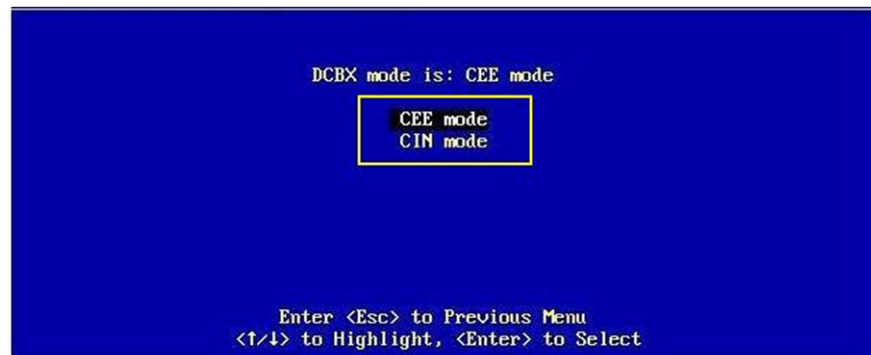 DCBX mode is: CEE mode
CEE mode
CIN mode
Enter <Esc> to Previous Menu
<↑/↓> to Highlight, <Enter> to Select